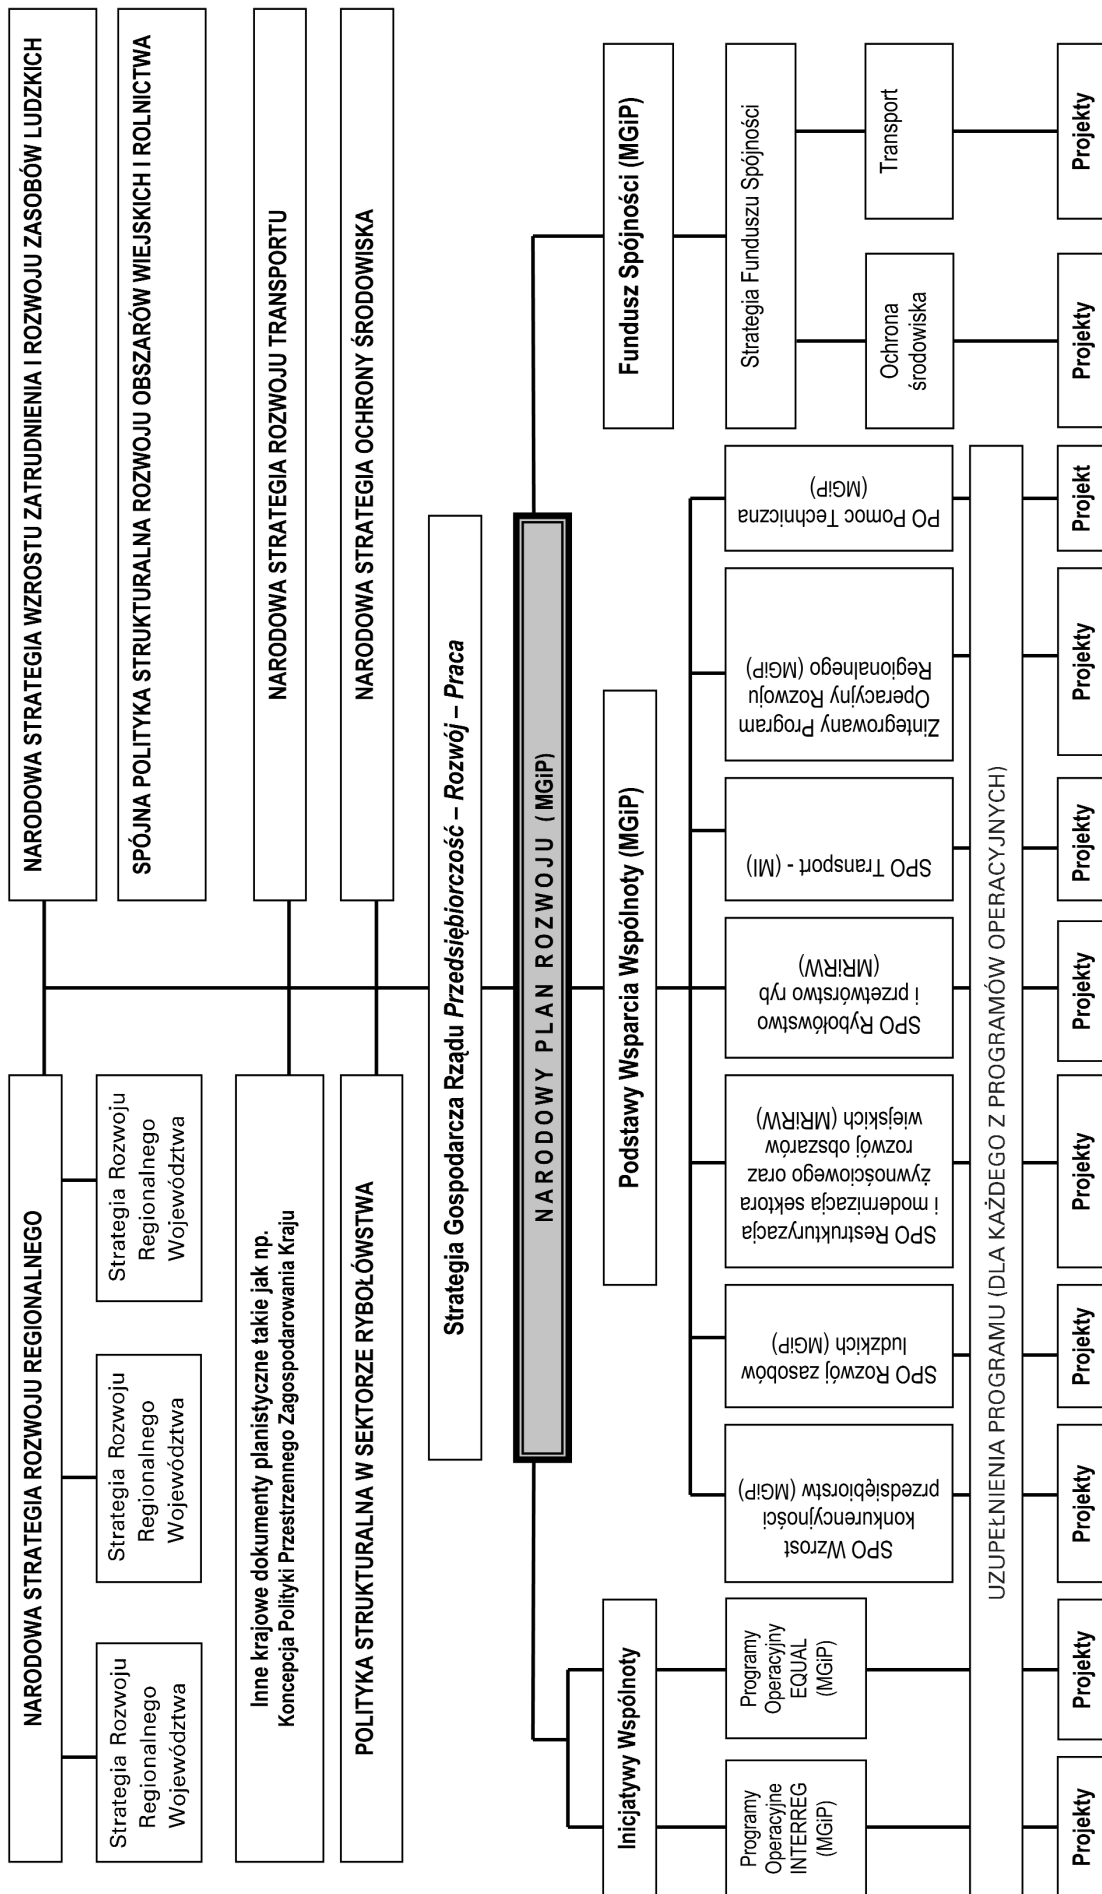 NARODOWA STRATEGIA ROZWOJU REGIONALNEGO
Strategia Rozwoju
Regionalnego
Województwa
Strategia Rozwoju
Regionalnego
Województwa
Strategia Rozwoju
Regionalnego
Województwa
NARODOWA STRATEGIA WZROSTU ZATRUDNIENIA I ROZWOJU ZASOBÓW LUDZKICH
SPÓJNA POLITYKA STRUKTURALNA ROZWOJU OBSZARÓW WIEJSKICH I ROLNICTWA
Inne krajowe dokumenty planistyczne takie jak np.
Koncepcja Polityki Przestrzennego Zagospodarowania Kraju
NARODOWA STRATEGIA ROZWOJU TRANSPORTU
POLITYKA STRUKTURALNA W SEKTORZE RYBOŁÓWSTWA
NARODOWA STRATEGIA OCHRONY ŚRODOWISKA
Strategia Gospodarcza Rządu Przedsiębiorczość – Rozwój – Praca
NARODOWY PLAN ROZWOJU (MGiP)
Inicjatywy Wspólnoty
Podstawy Wsparcia Wspólnoty (MGiP)
Fundusz Spójności (MGiP)
Programy
Operacyjne
INTERREG
(MGiP)
Programy
Operacyjny
EQUAL
(MGiP)
SPO Wzrost
konkurencyjności
przedsiębiorstw (MGiP)
SPO Rozwój zasobów
ludzkich (MGiP)
SPO Restrukturyzacja
i modernizacja sektora
żywnościowego oraz
rozwój obszarów
wiejskich (MRiRW)
SPO Rybołówstwo
i przetwórstwo ryb
(MRiRW)
SPO Transport - (MI)
Zintegrowany Program
Operacyjny Rozwoju
Regionalnego (MGiP)
PO Pomoc Techniczna
(MGiP)
Strategia Funduszu Spójności
Ochrona
środowiska
Transport
UZUPEŁNIENIA PROGRAMU (DLA KAŻDEGO Z PROGRAMÓW OPERACYJNYCH)
Projekty
Projekty
Projekty
Projekty
Projekty
Projekty
Projekty
Projekty
Projekt
Projekty
Projekty